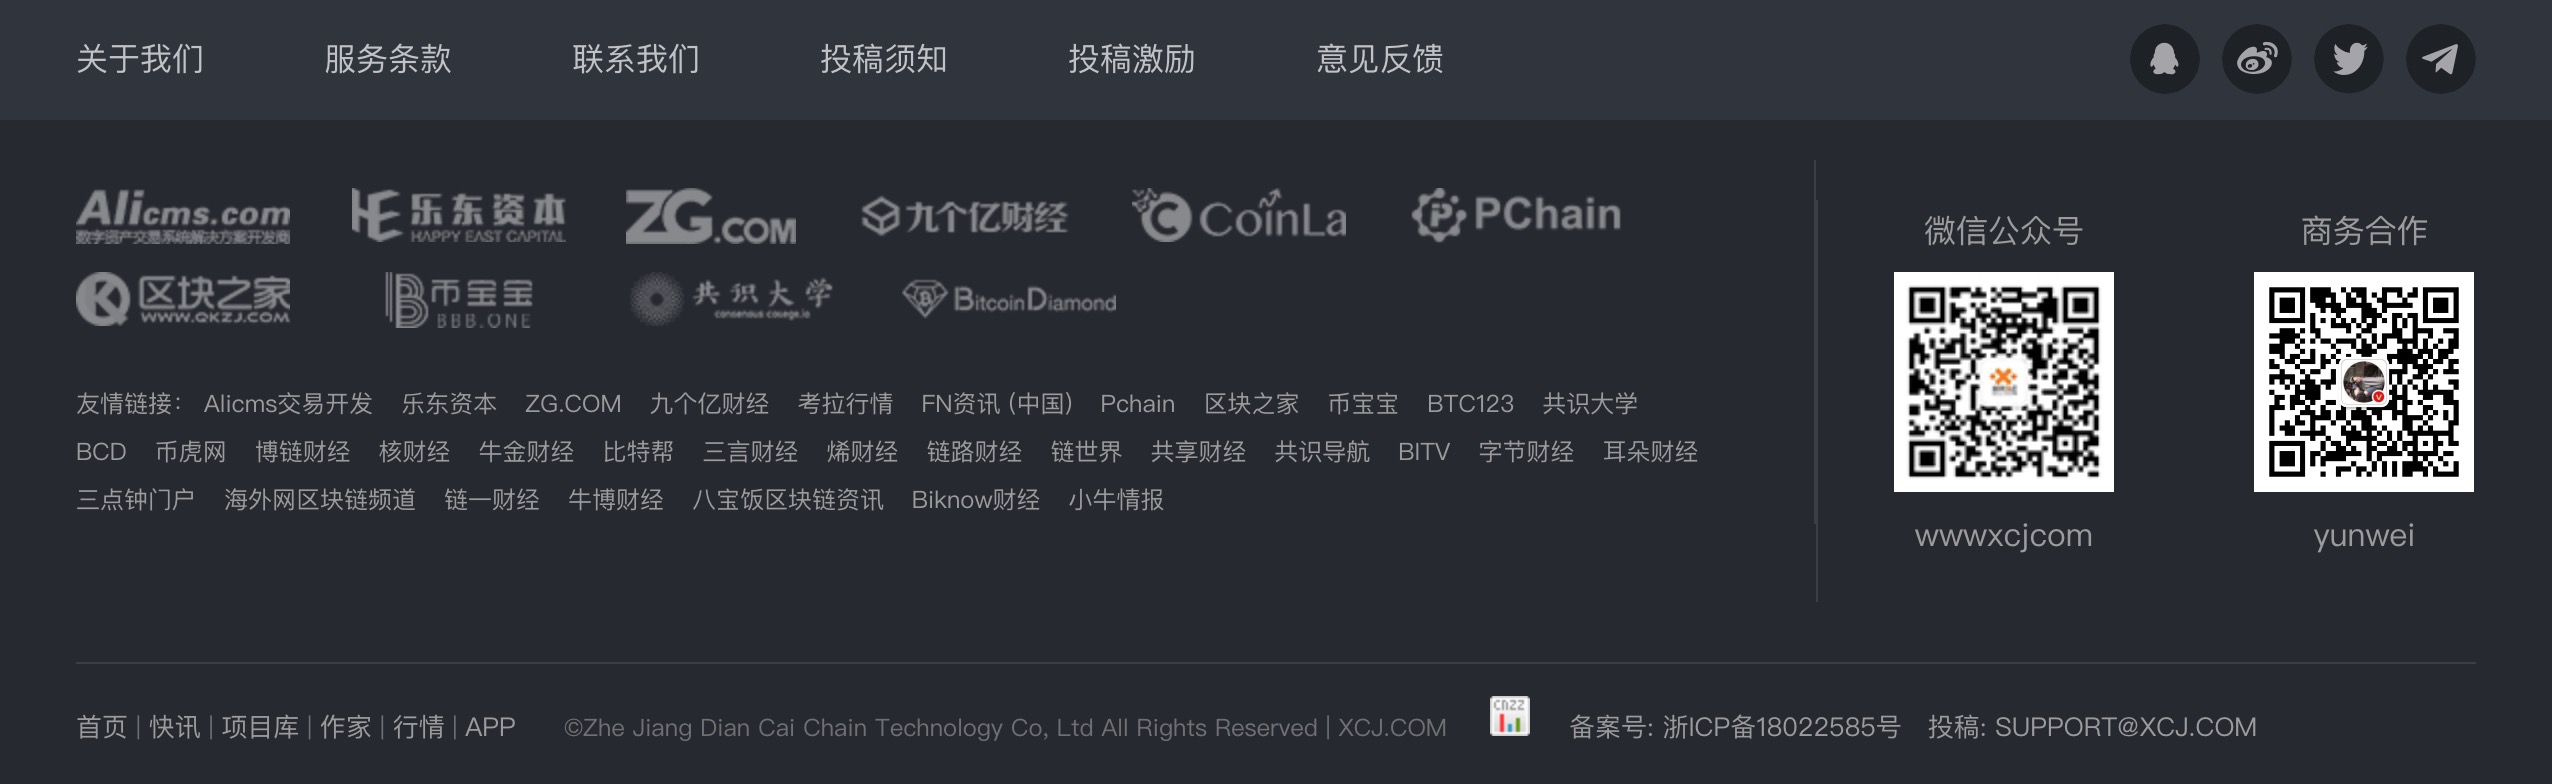 关于我们 服务条款 联系我们 投稿须知 投稿激励 意见反馈
Alicms.com 乐东资本 ZG.COM 九个亿财经 CoinLa PChain
数字资产交易系统解决方案开发商 HAPPY EAST CAPITAL
区块之家 币宝宝 共识大学 BitcoinDiamond
WWW.QKZJ.COM BBB.ONE
微信公众号 商务合作
wwwxcjcom yunwei
友情链接： Alicms交易开发 乐东资本 ZG.COM 九个亿财经 考拉行情 FN资讯 (中国) Pchain 区块之家 币宝宝 BTC123 共识大学
BCD 币虎网 博链财经 核财经 牛金财经 比特帮 三言财经 烯财经 链路财经 链世界 共享财经 共识导航 BITV 字节财经 耳朵财经
三点钟门户 海外网区块链频道 链一财经 牛博财经 八宝饭区块链资讯 Biknow财经 小牛情报
首页 | 快讯 | 项目库 | 作家 | 行情 | APP ©Zhe Jiang Dian Cai Chain Technology Co, Ltd All Rights Reserved | XCJ.COM CNZZ 备案号: 浙ICP备18022585号 投稿: SUPPORT@XCJ.COM